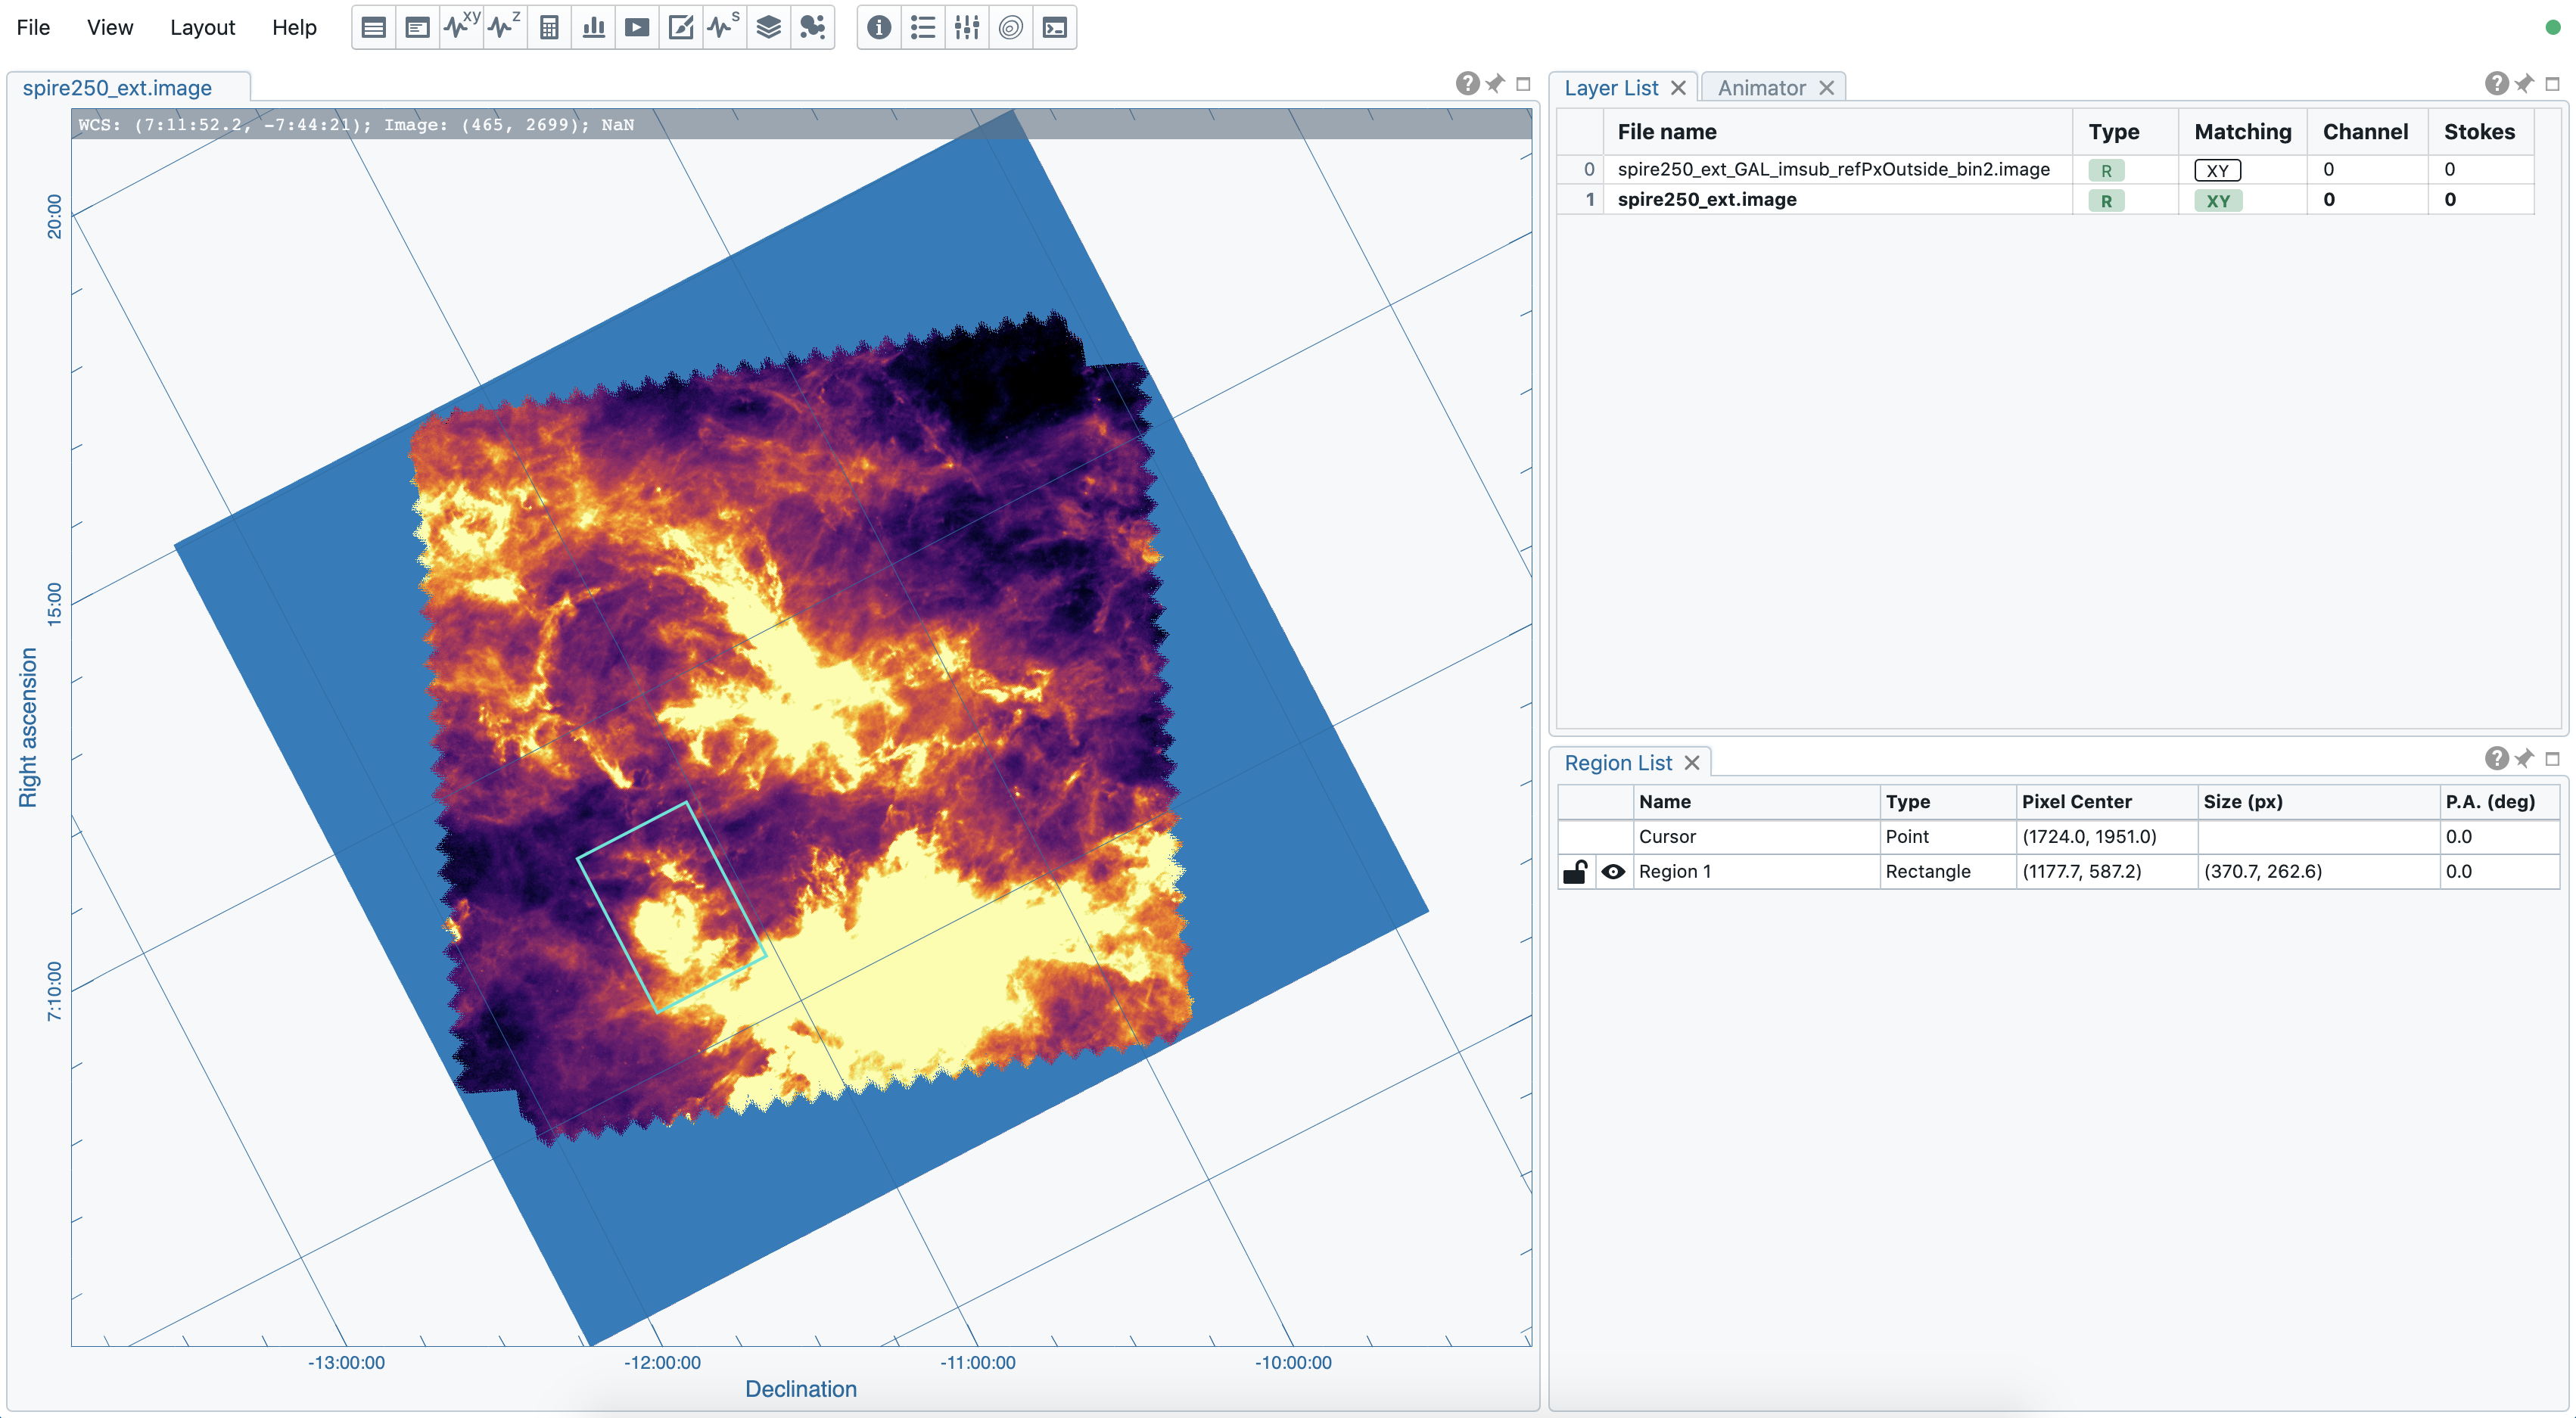 File View Layout Help
xy z s
spire250_ext.image
WCS: (7:11:52.2, -7:44:21); Image: (465, 2699); NaN
20:00
15:00
7:10:00
Right ascension
-13:00:00 -12:00:00 -11:00:00 -10:00:00
Declination
Layer List Animator
File name Type Matching Channel Stokes
0 spire250_ext_GAL_imsub_refPxOutside_bin2.image R XY 0 0
1 spire250_ext.image R XY 0 0
Region List
Name Type Pixel Center Size (px) P.A. (deg)
Cursor Point (1724.0, 1951.0) 0.0
Region 1 Rectangle (1177.7, 587.2) (370.7, 262.6) 0.0